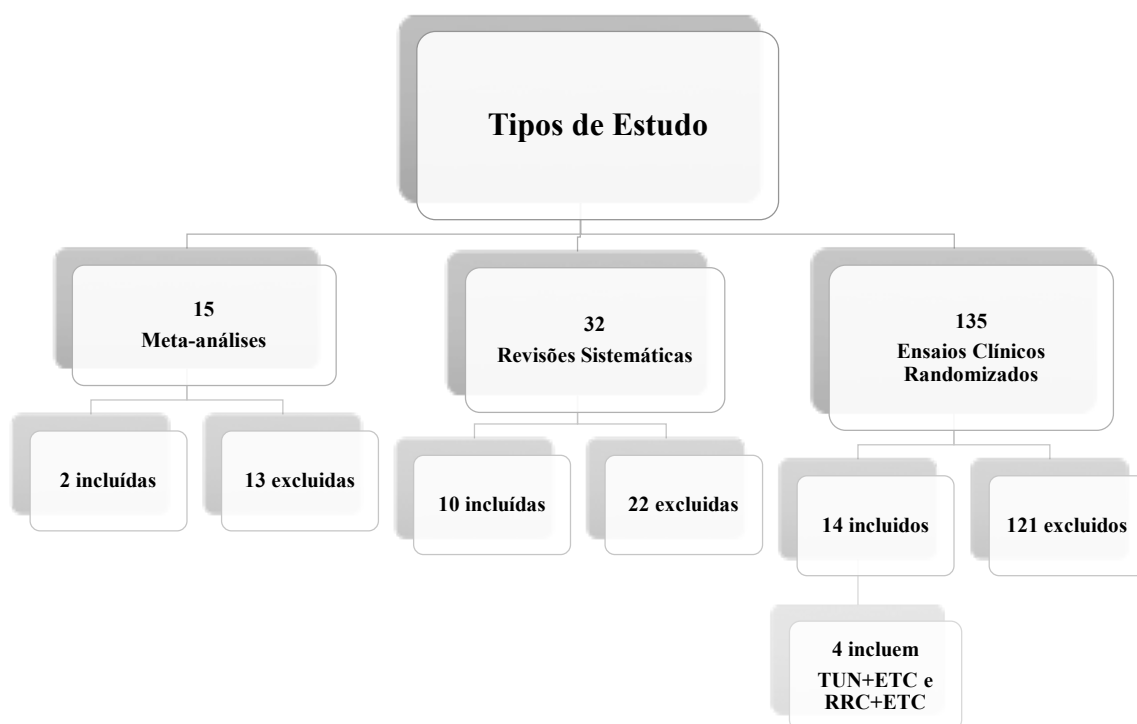 Tipos de Estudo
15
Meta-análises
2 incluídas
13 excluidas
32
Revisões Sistemáticas
10 incluídas
22 excluidas
135
Ensaios Clínicos
Randomizados
14 incluidos
121 excluidos
4 incluem
TUN+ETC e
RRC+ETC